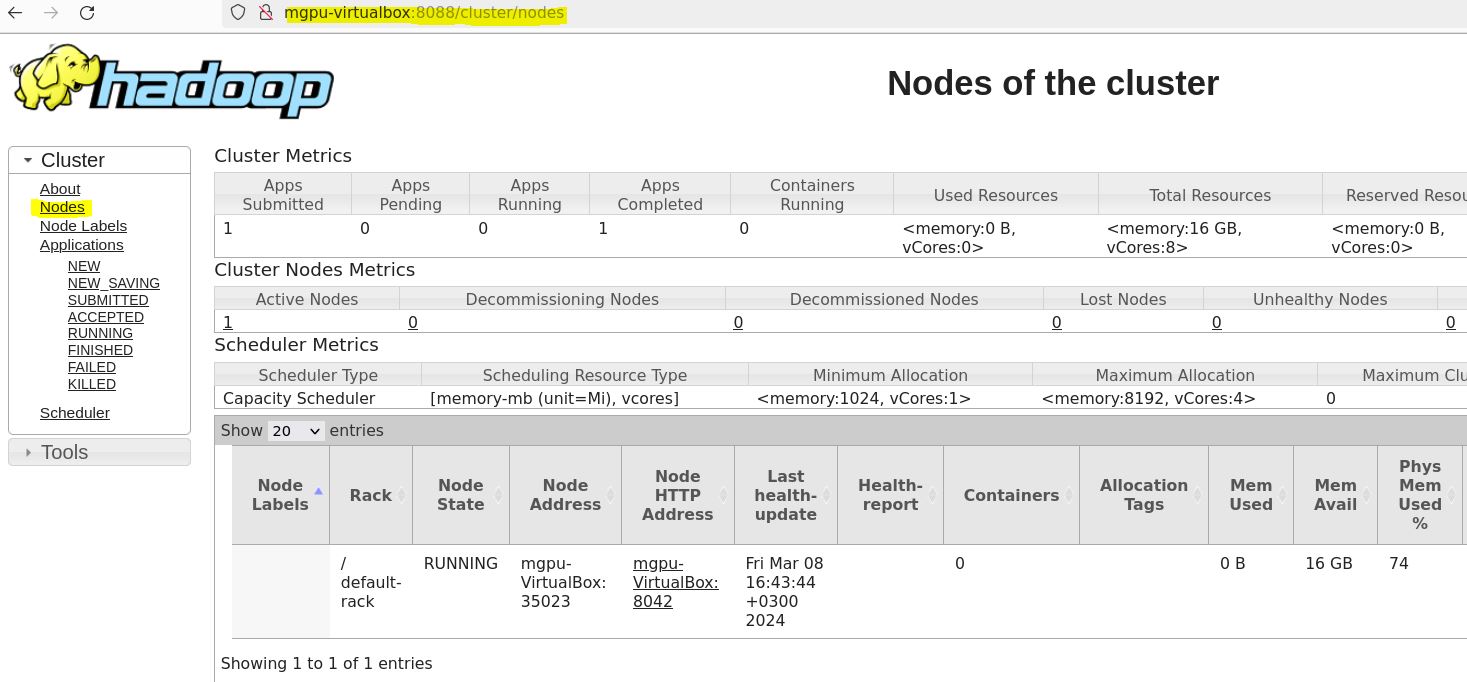 mgpu-virtualbox:8088/cluster/nodes
hadoop
Nodes of the cluster
Cluster
About
Nodes
Node Labels
Applications
NEW
NEW_SAVING
SUBMITTED
ACCEPTED
RUNNING
FINISHED
FAILED
KILLED
Scheduler
Tools
Cluster Metrics
Apps Submitted Apps Pending Apps Running Apps Completed Containers Running Used Resources Total Resources Reserved Resou
1 0 0 1 0 <memory:0 B, vCores:0> <memory:16 GB, vCores:8> <memory:0 B, vCores:0>
Cluster Nodes Metrics
Active Nodes Decommissioning Nodes Decommissioned Nodes Lost Nodes Unhealthy Nodes
1 0 0 0 0 0
Scheduler Metrics
Scheduler Type Scheduling Resource Type Minimum Allocation Maximum Allocation Maximum Clu
Capacity Scheduler [memory-mb (unit=Mi), vcores] <memory:1024, vCores:1> <memory:8192, vCores:4> 0
Show 20 entries
Node Labels Rack Node State Node Address Node HTTP Address Last health-update Health-report Containers Allocation Tags Mem Used Mem Avail Phys Mem Used %
/default-rack RUNNING mgpu-VirtualBox:35023 mgpu-VirtualBox:8042 Fri Mar 08 16:43:44 +0300 2024 0 0 B 16 GB 74
Showing 1 to 1 of 1 entries